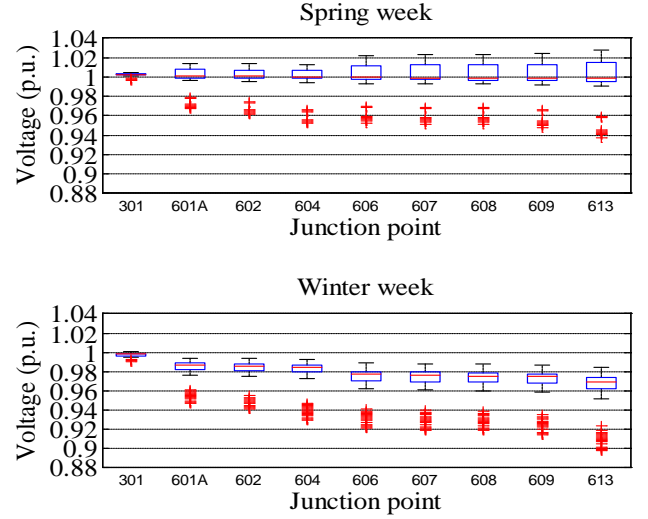 Spring week
Voltage (p.u.)
1.04
1.02
1
0.98
0.96
0.94
0.92
0.9
0.88
301 601A 602 604 606 607 608 609 613
Junction point
Winter week
Voltage (p.u.)
1.04
1.02
1
0.98
0.96
0.94
0.92
0.9
0.88
301 601A 602 604 606 607 608 609 613
Junction point